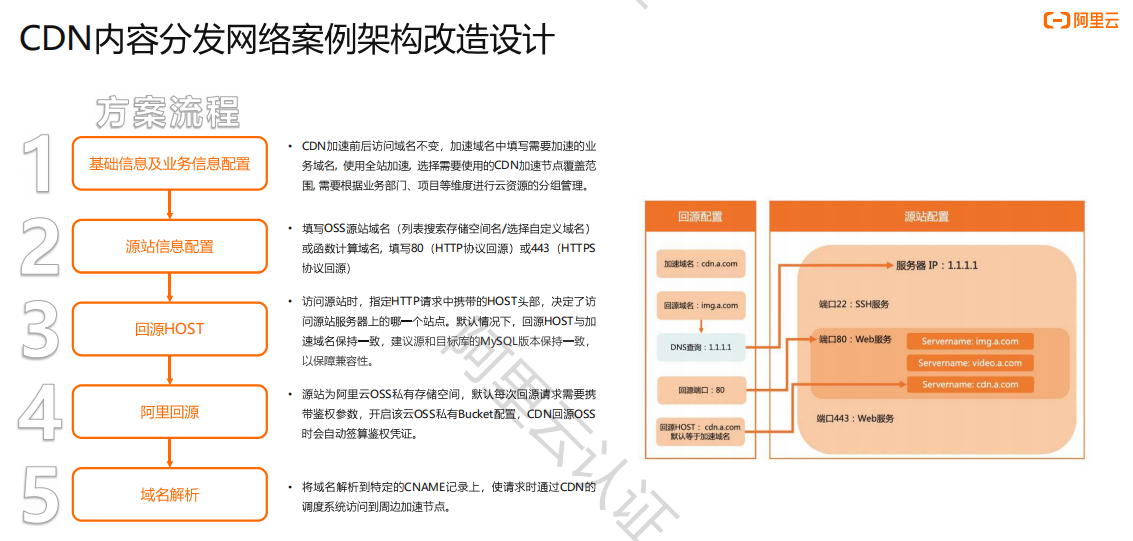 CDN内容分发网络案例架构改造设计
阿里云
方案流程
1
基础信息及业务信息配置
• CDN加速前后访问域名不变，加速域名中填写需要加速的业
务域名, 使用全站加速, 选择需要使用的CDN加速节点覆盖范
围, 需要根据业务部门、项目等维度进行云资源的分组管理。
2
源站信息配置
• 填写OSS源站域名（列表搜索存储空间名/选择自定义域名）
或函数计算域名, 填写80（HTTP协议回源）或443（HTTPS
协议回源）
3
回源HOST
• 访问源站时，指定HTTP请求中携带的HOST头部，决定了访
问源站服务器上的哪一个站点。默认情况下，回源HOST与加
速域名保持一致，建议源和目标库的MySQL版本保持一致，
以保障兼容性。
4
阿里回源
• 源站为阿里云OSS私有存储空间，默认每次回源请求需要携
带鉴权参数，开启该云OSS私有Bucket配置，CDN回源OSS
时会自动签算鉴权凭证。
5
域名解析
• 将域名解析到特定的CNAME记录上，使请求时通过CDN的
调度系统访问到周边加速节点。
回源配置
加速域名：cdn.a.com
回源域名：img.a.com
DNS查询：1.1.1.1
回源端口：80
回源HOST： cdn.a.com
默认等于加速域名
源站配置
服务器 IP：1.1.1.1
端口22：SSH服务
端口80：Web服务
Servername: img.a.com
Servername: video.a.com
Servername: cdn.a.com
端口443：Web服务
阿里云认证